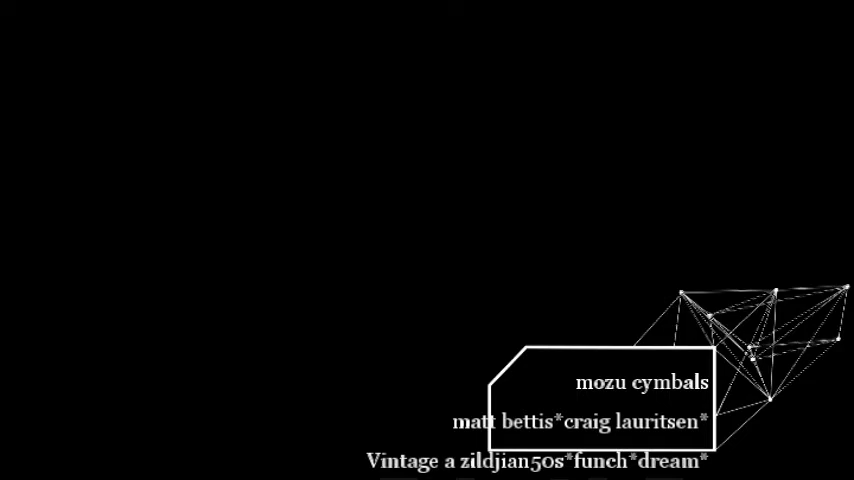 mozu cymbals
matt bettis*craig lauritsen*
Vintage a zildjian50s*funch*dream*